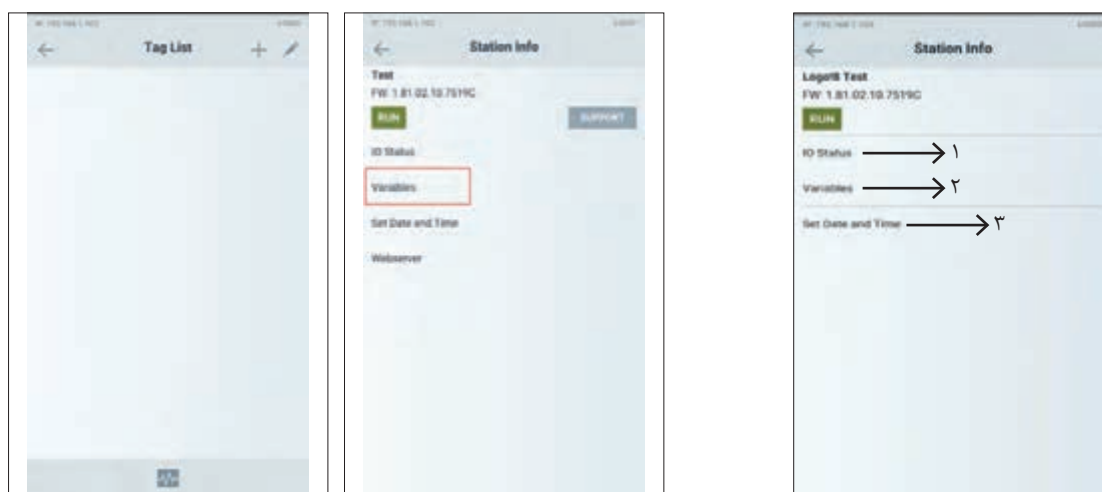 Tag List
Station Info
Test
FW: 1.81.02.10.7519C
RUN
SUPPORT
IO Status
Variables
Set Date and Time
Webserver
Station Info
Logo!8 Test
FW: 1.81.02.10.7519C
RUN
IO Status ۱
Variables ۲
Set Date and Time ۳